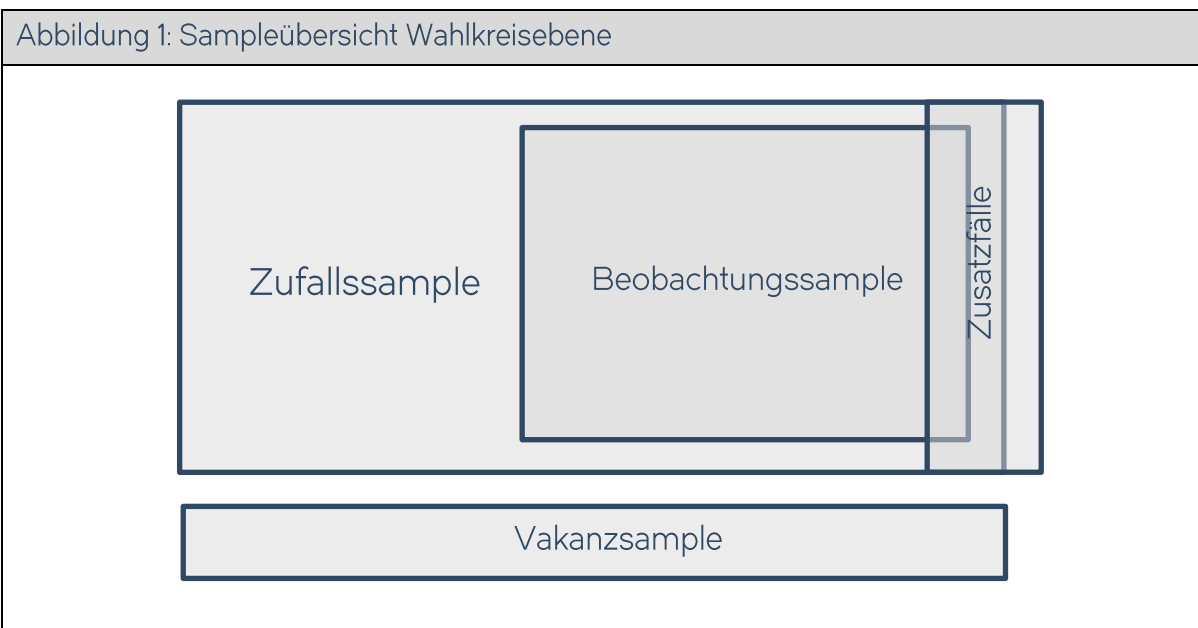 Abbildung 1: Sampleübersicht Wahlkreisebene
Zufallssample
Beobachtungssample
Zusatzfälle
Vakanzsample